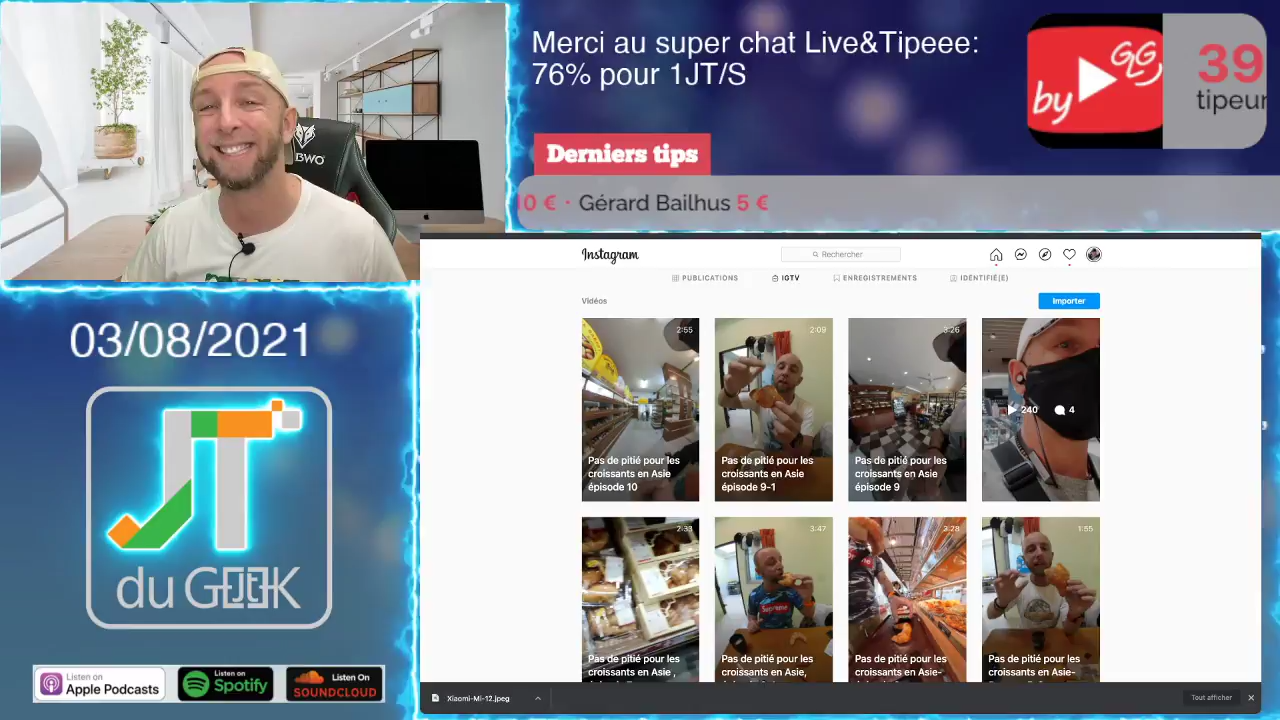 Merci au super chat Live&Tipeee:
76% pour 1JT/S
by GG
39
tipeur
Derniers tips
0 € · Gérard Bailhus 5 €
BWO
03/08/2021
JT
du GEEK
Listen on
Apple Podcasts
Listen on
Spotify
Listen On
SOUNDCLOUD
Instagram
Rechercher
PUBLICATIONS
IGTV
ENREGISTREMENTS
IDENTIFIÉ(E)
Vidéos
Importer
2:55
Pas de pitié pour les
croissants en Asie
épisode 10
2:09
Pas de pitié pour les
croissants en Asie
épisode 9-1
3:26
Pas de pitié pour les
croissants en Asie
épisode 9
240
4
2:33
Pas de pitié pour les
croissants en Asie ,
3:47
Supreme
Pas de pitié pour les
croissants en Asie,
3:28
Pas de pitié pour les
croissants en Asie-
1:55
Pas de pitié pour les
croissants en Asie-
Xiaomi-Mi-12.jpeg
Tout afficher